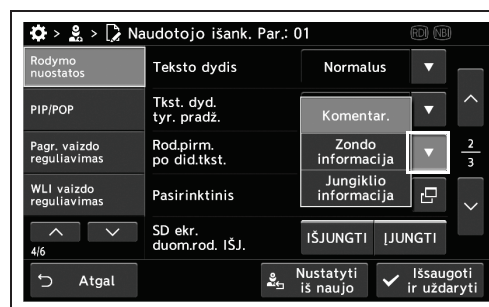 > > Naudotojo išank. Par.: 01 RDI NBI
Rodymo
nuostatos
Teksto dydis
Normalus
PIP/POP
Tkst. dyd.
tyr. pradž.
Komentar.
Pagr. vaizdo
reguliavimas
Rod.pirm.
po did.tkst.
Zondo
informacija
2
3
WLI vaizdo
reguliavimas
Pasirinktinis
Jungiklio
informacija
4/6
SD ekr.
duom.rod. IŠJ.
IŠJUNGTI ĮJUNGTI
Atgal
Nustatyti
iš naujo
Išsaugoti
ir uždaryti